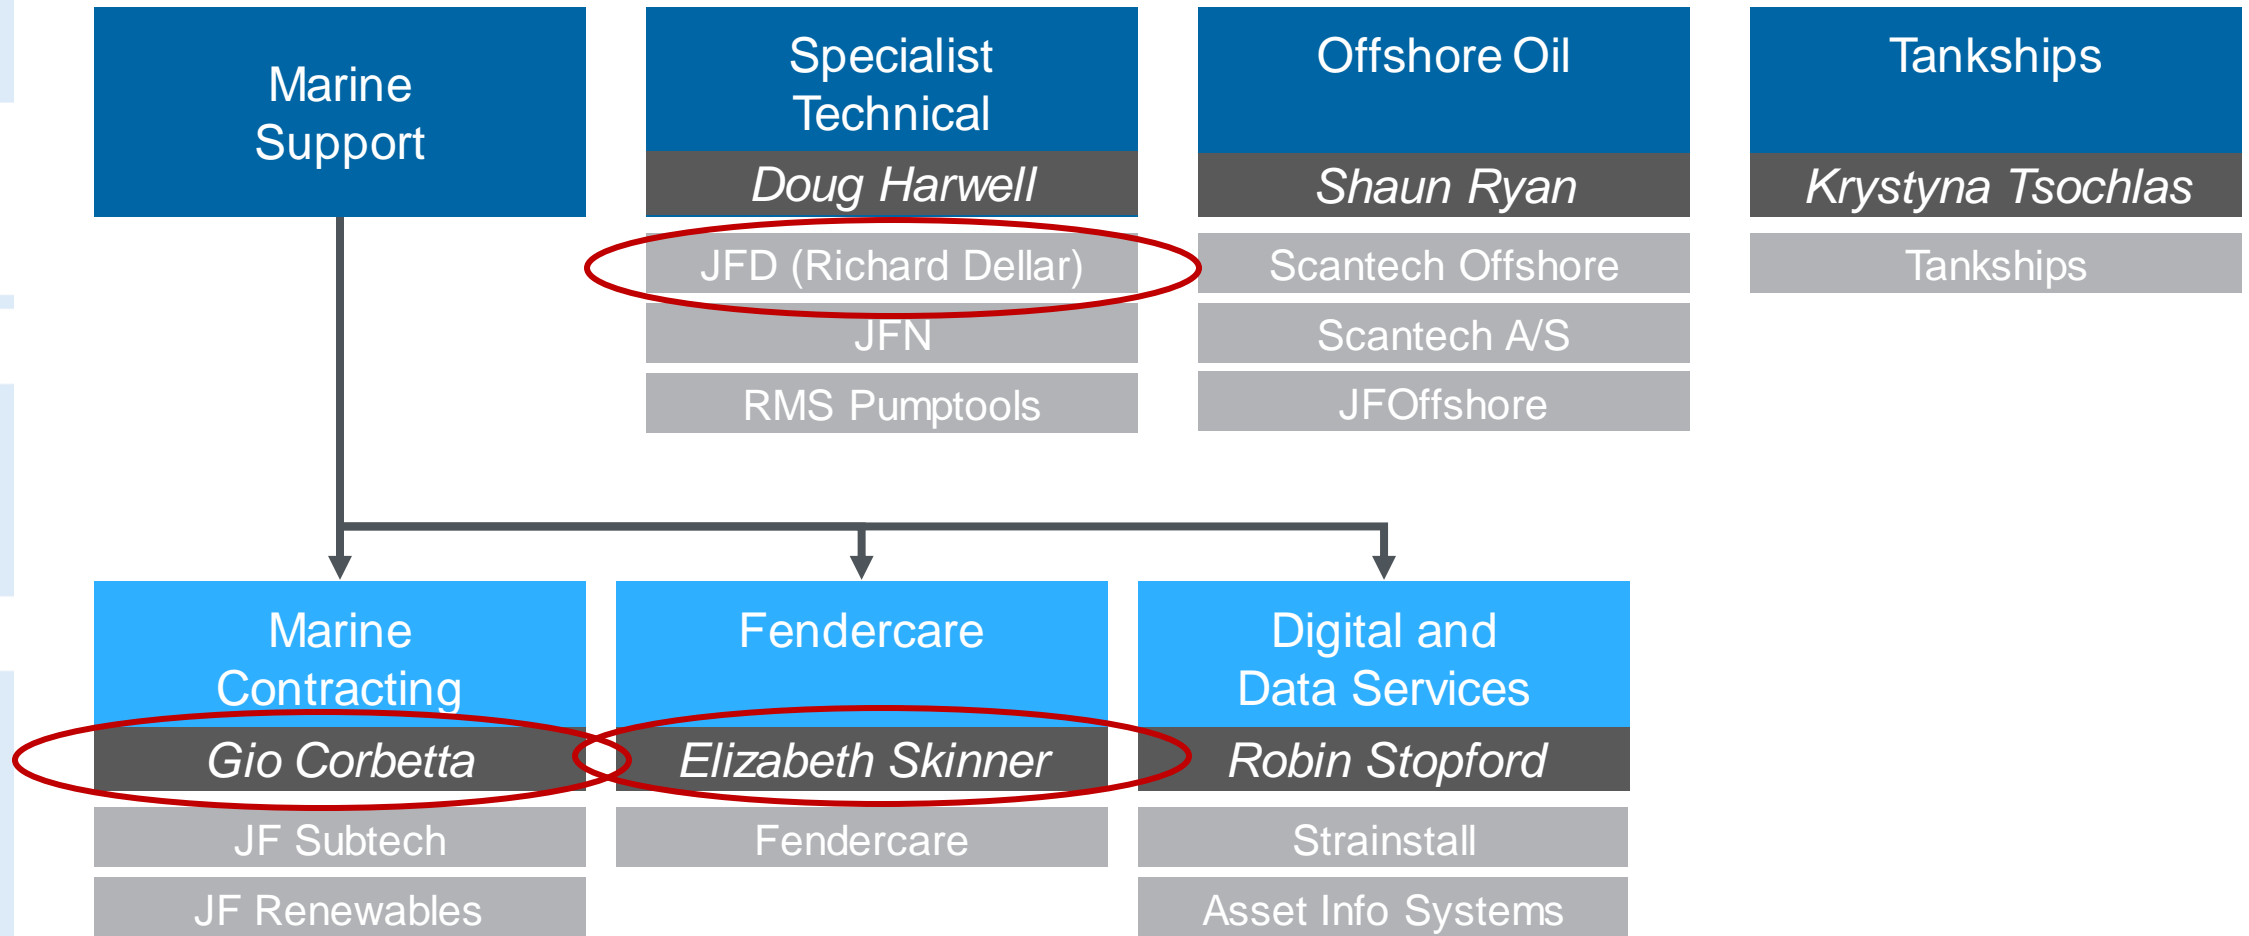 Marine
Support
Specialist
Technical
Doug Harwell
JFD (Richard Dellar)
JFN
RMS Pumptools
Offshore Oil
Shaun Ryan
Scantech Offshore
Scantech A/S
JFOffshore
Tankships
Krystyna Tsochlas
Tankships
Marine
Contracting
Gio Corbetta
JF Subtech
JF Renewables
Fendercare
Elizabeth Skinner
Fendercare
Digital and
Data Services
Robin Stopford
Strainstall
Asset Info Systems